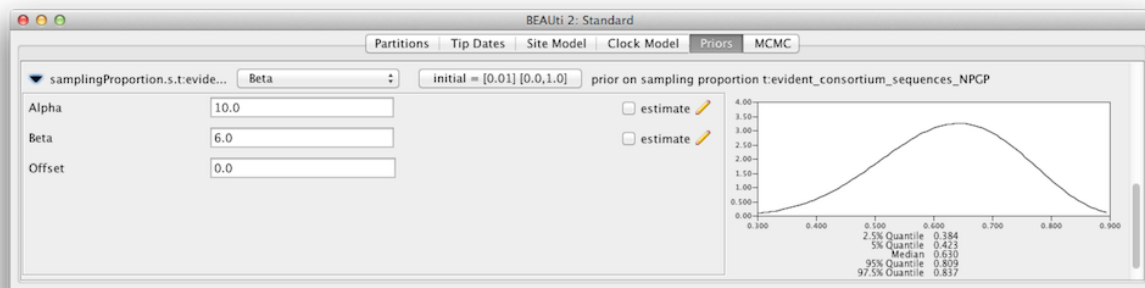 BEAUti 2: Standard
Partitions Tip Dates Site Model Clock Model Priors MCMC
samplingProportion.s.t:evide... Beta initial = [0.01] [0.0,1.0] prior on sampling proportion t:evident_consortium_sequences_NPGP
Alpha 10.0 estimate
Beta 6.0 estimate
Offset 0.0
4.00
3.50
3.00
2.50
2.00
1.50
1.00
0.500
0.00
0.300 0.400 0.500 0.600 0.700 0.800 0.900
2.5% Quantile 0.384
5% Quantile 0.423
Median 0.630
95% Quantile 0.809
97.5% Quantile 0.837